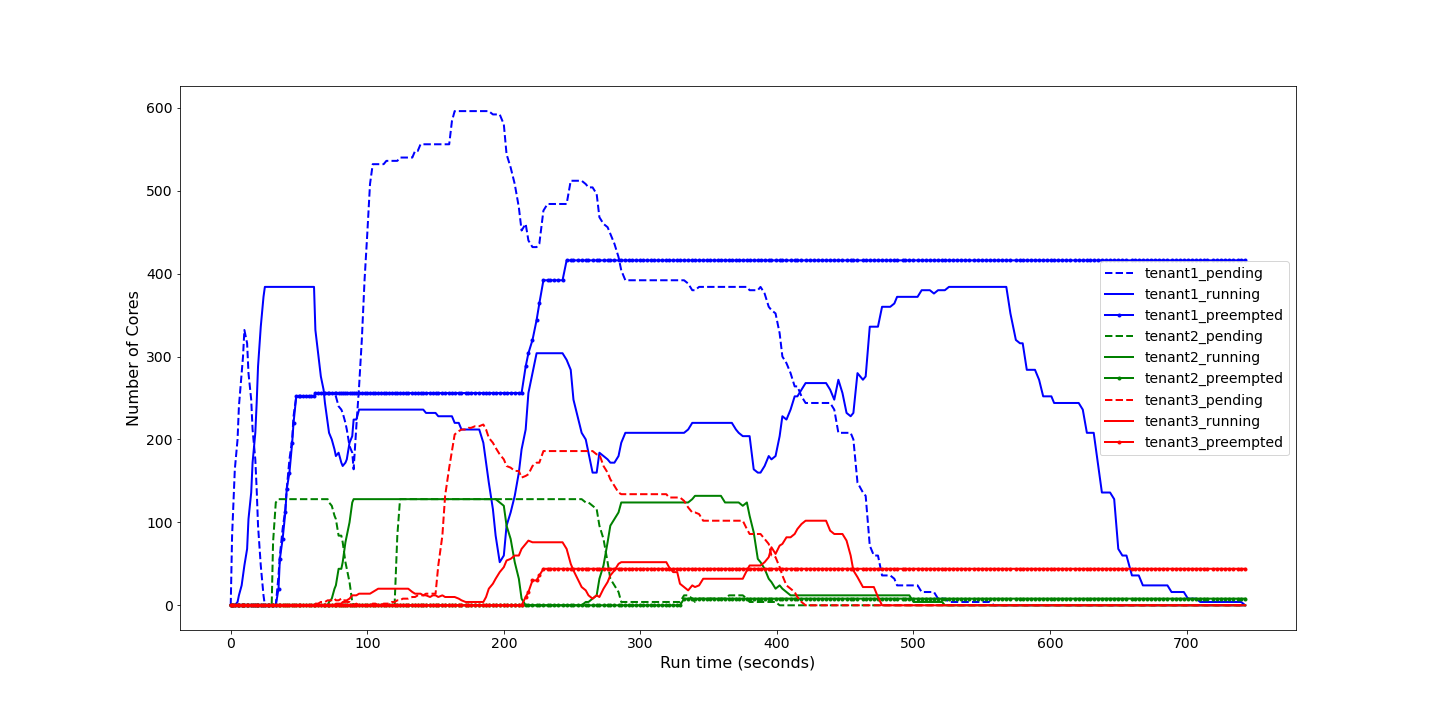 600
500
400
300
200
100
0
Number of Cores
tenant1_pending
tenant1_running
tenant1_preempted
tenant2_pending
tenant2_running
tenant2_preempted
tenant3_pending
tenant3_running
tenant3_preempted
0 100 200 300 400 500 600 700
Run time (seconds)